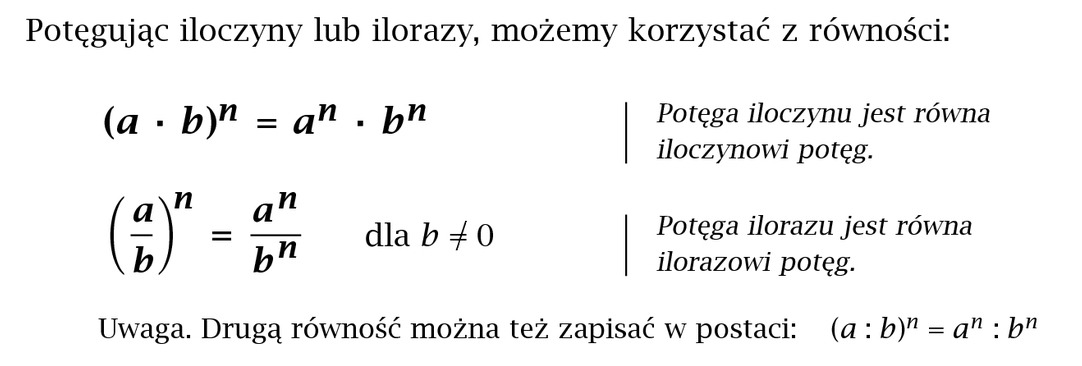 Potęgując iloczyny lub ilorazy, możemy korzystać z równości:
(a · b)ⁿ = aⁿ · bⁿ
Potęga iloczynu jest równa
iloczynowi potęg.
(a/b)ⁿ = aⁿ/bⁿ dla b ≠ 0
Potęga ilorazu jest równa
ilorazowi potęg.
Uwaga. Drugą równość można też zapisać w postaci: (a : b)ⁿ = aⁿ : bⁿ